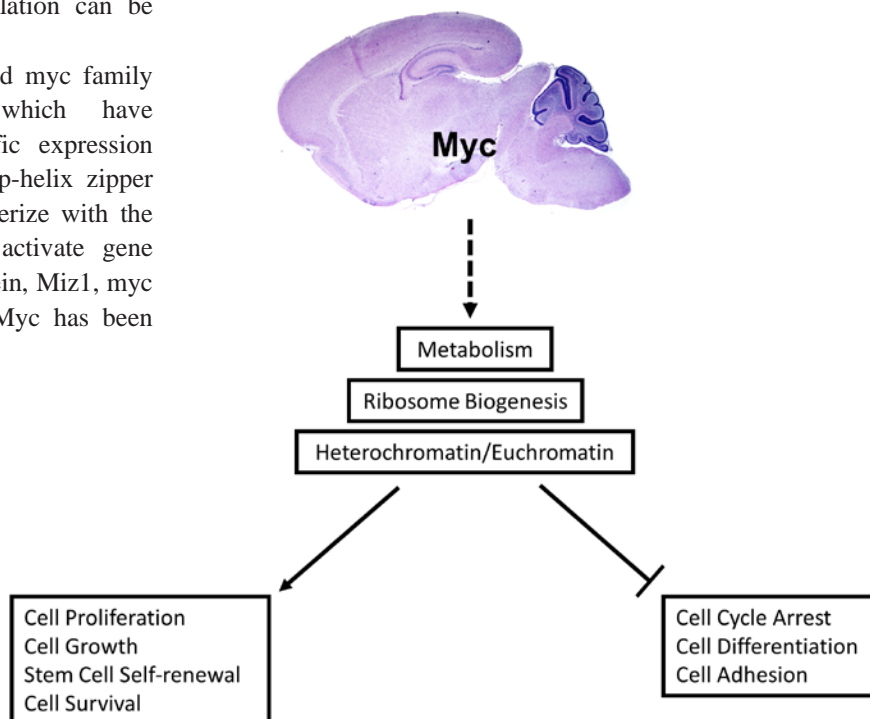 lation can be
d myc family
which have
fic expression
p-helix zipper
erize with the
activate gene
ein, Miz1, myc
Myc has been
Myc
Metabolism
Ribosome Biogenesis
Heterochromatin/Euchromatin
Cell Proliferation
Cell Growth
Stem Cell Self-renewal
Cell Survival
Cell Cycle Arrest
Cell Differentiation
Cell Adhesion